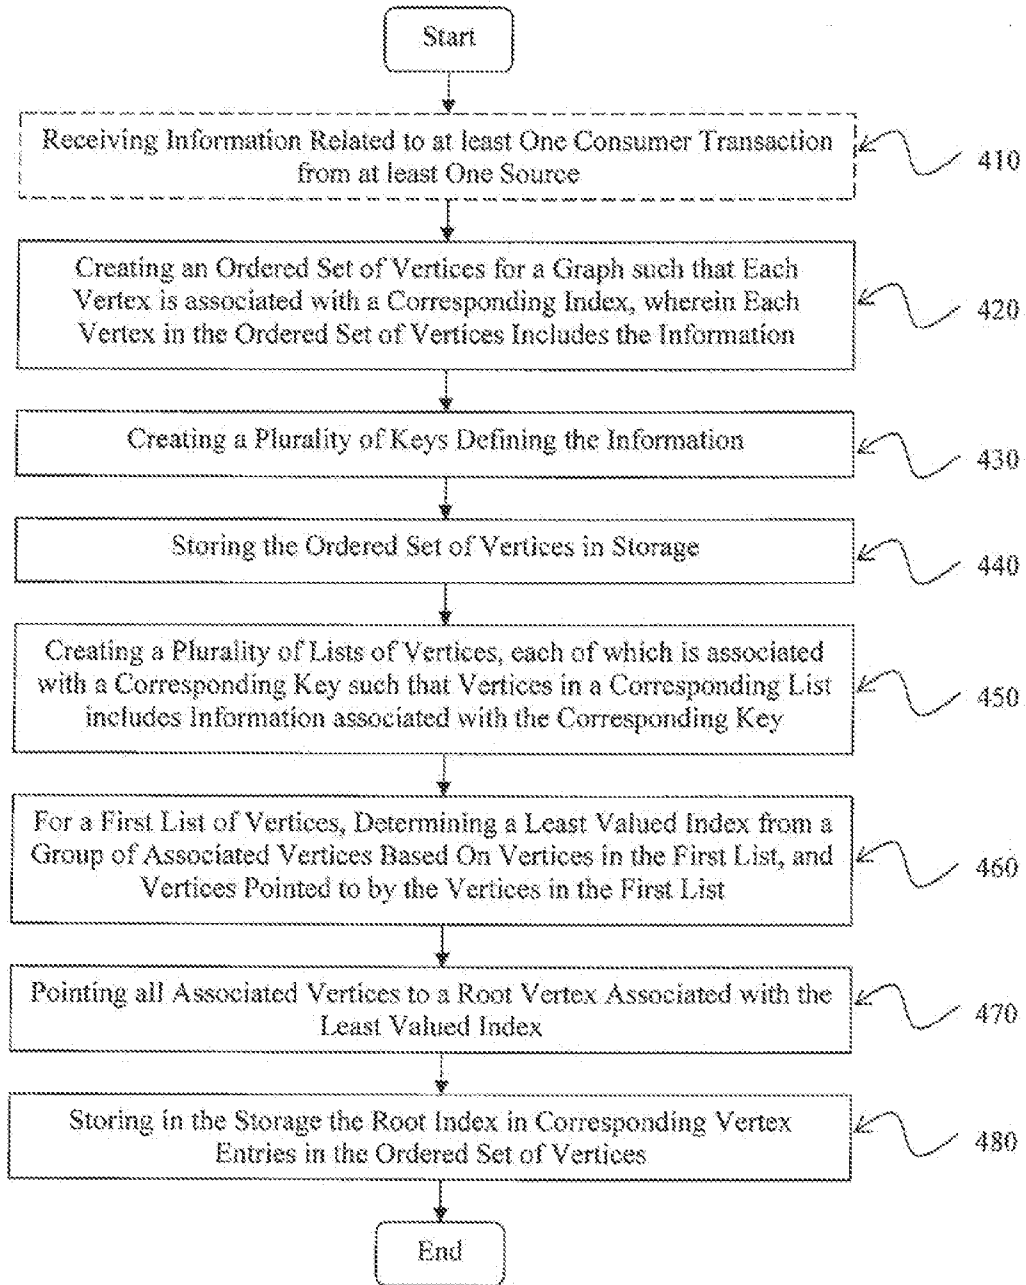 Start
Receiving Information Related to at least One Consumer Transaction
from at least One Source
410
Creating an Ordered Set of Vertices for a Graph such that Each
Vertex is associated with a Corresponding Index, wherein Each
Vertex in the Ordered Set of Vertices Includes the Information
420
Creating a Plurality of Keys Defining the Information
430
Storing the Ordered Set of Vertices in Storage
440
Creating a Plurality of Lists of Vertices, each of which is associated
with a Corresponding Key such that Vertices in a Corresponding List
includes Information associated with the Corresponding Key
450
For a First List of Vertices, Determining a Least Valued Index from a
Group of Associated Vertices Based On Vertices in the First List, and
Vertices Pointed to by the Vertices in the First List
460
Pointing all Associated Vertices to a Root Vertex Associated with the
Least Valued Index
470
Storing in the Storage the Root Index in Corresponding Vertex
Entries in the Ordered Set of Vertices
480
End